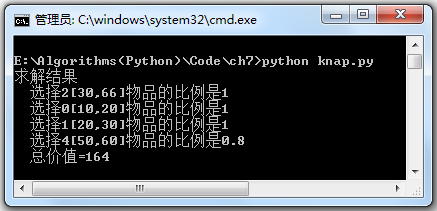 管理员: C:\windows\system32\cmd.exe
E:\Algorithms(Python)\Code\ch7>python knap.py
求解结果
选择2[30,66]物品的比例是1
选择0[10,20]物品的比例是1
选择1[20,30]物品的比例是1
选择4[50,60]物品的比例是0.8
总价值=164